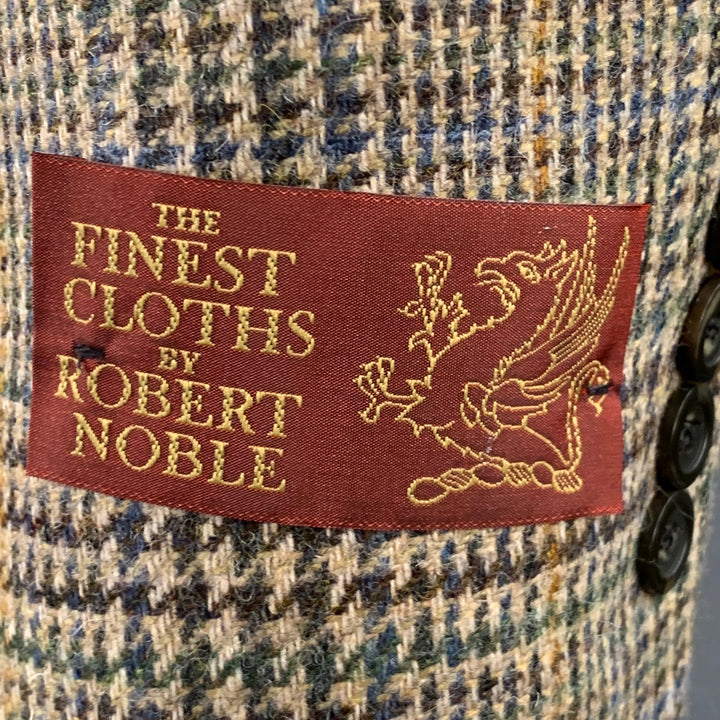 THE
FINEST
CLOTHS
BY
ROBERT
NOBLE